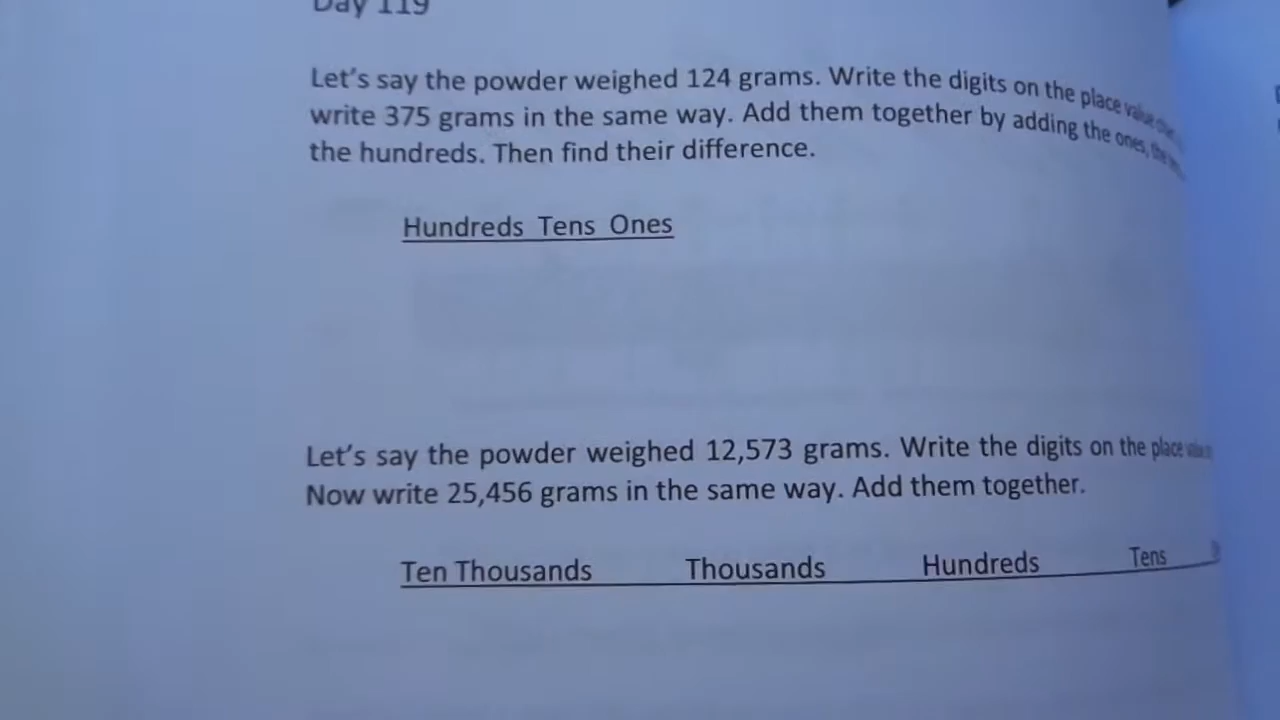 Day 119
Let's say the powder weighed 124 grams. Write the digits on the place value
write 375 grams in the same way. Add them together by adding the ones, the
the hundreds. Then find their difference.
Hundreds Tens Ones
Let's say the powder weighed 12,573 grams. Write the digits on the place
Now write 25,456 grams in the same way. Add them together.
Ten Thousands Thousands Hundreds Tens